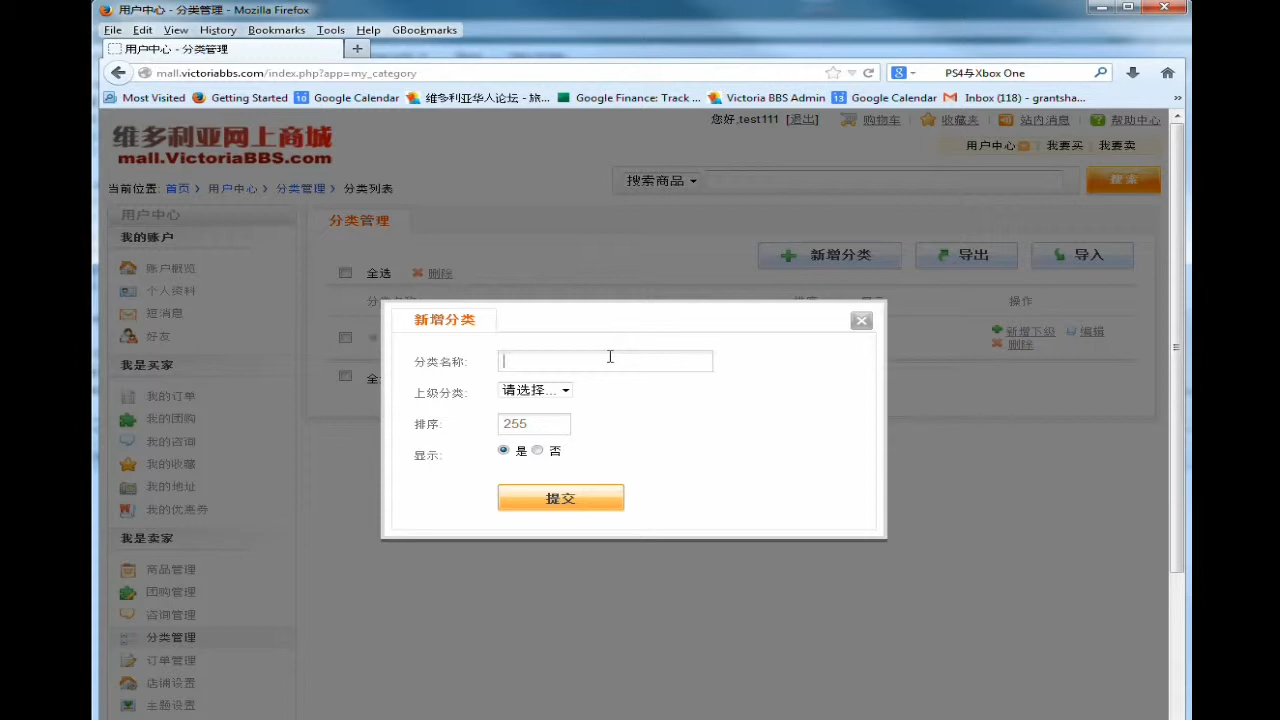 用户中心 - 分类管理 - Mozilla Firefox
File Edit View History Bookmarks Tools Help GBookmarks
用户中心 - 分类管理
mall.victoriabbs.com/index.php?app=my_category
PS4与Xbox One
Most Visited Getting Started Google Calendar 维多利亚华人论坛 - 旅... Google Finance: Track ... Victoria BBS Admin Google Calendar Inbox (118) - grantsha... »
维多利亚网上商城
mall.VictoriaBBS.com
您好,test111 [退出] 购物车 收藏夹 站内消息 帮助中心
用户中心 我要买 我要卖
当前位置: 首页 › 用户中心 › 分类管理 › 分类列表
搜索商品 搜索
用户中心
我的账户
账户概览
个人资料
短消息
好友
我是买家
我的订单
我的团购
我的咨询
我的收藏
我的地址
我的优惠券
我是卖家
商品管理
团购管理
咨询管理
分类管理
订单管理
店铺设置
主题设置
分类管理
新增分类 导出 导入
全选 删除
操作
新增下级 编辑
删除
新增分类
分类名称:
上级分类: 请选择...
排序: 255
显示: 是 否
提交